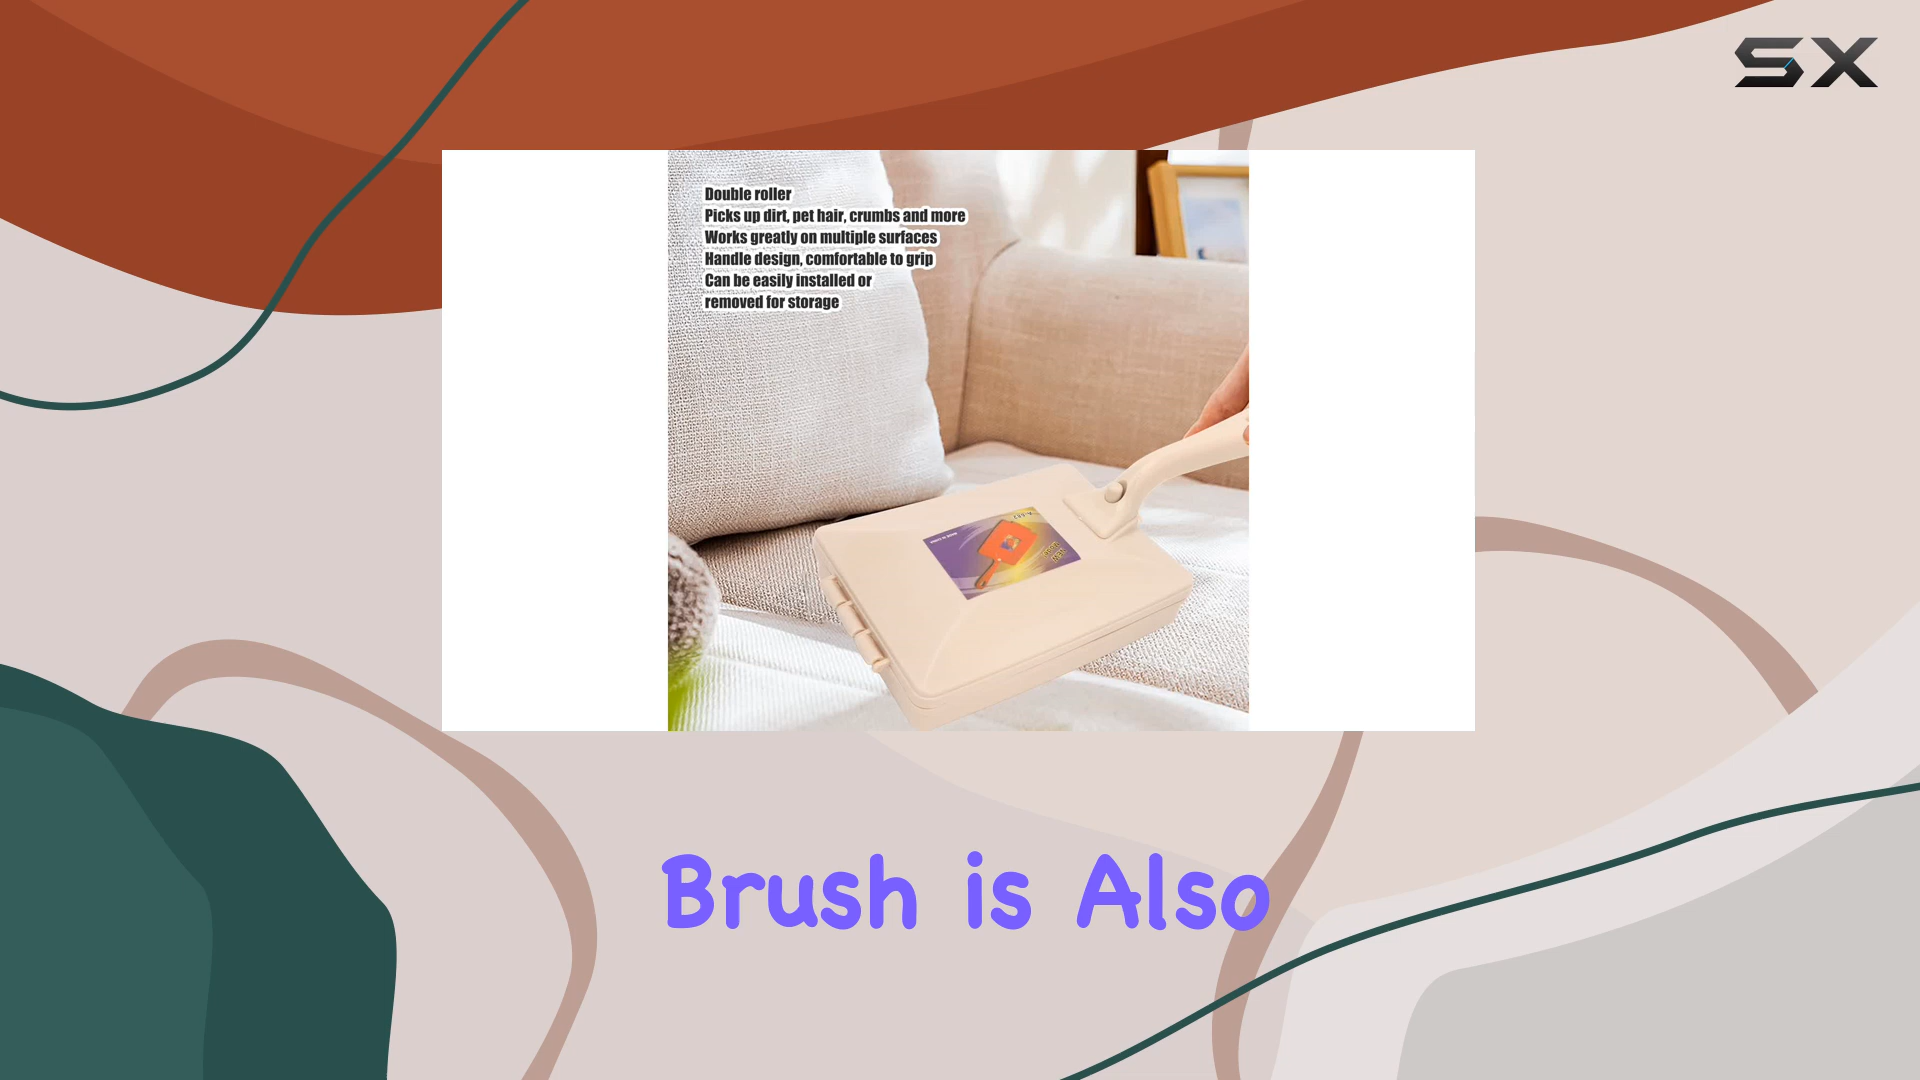 SX
Double roller
Picks up dirt, pet hair, crumbs and more
Works greatly on multiple surfaces
Handle design, comfortable to grip
Can be easily installed or
removed for storage
Brush is Also